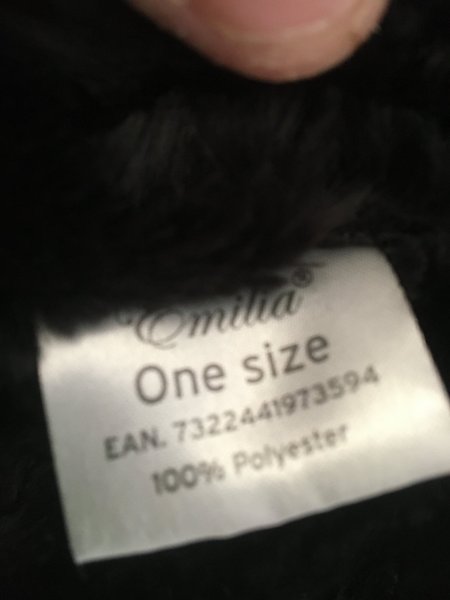 Emilia®
One size
EAN. 7322441973594
100% Polyester